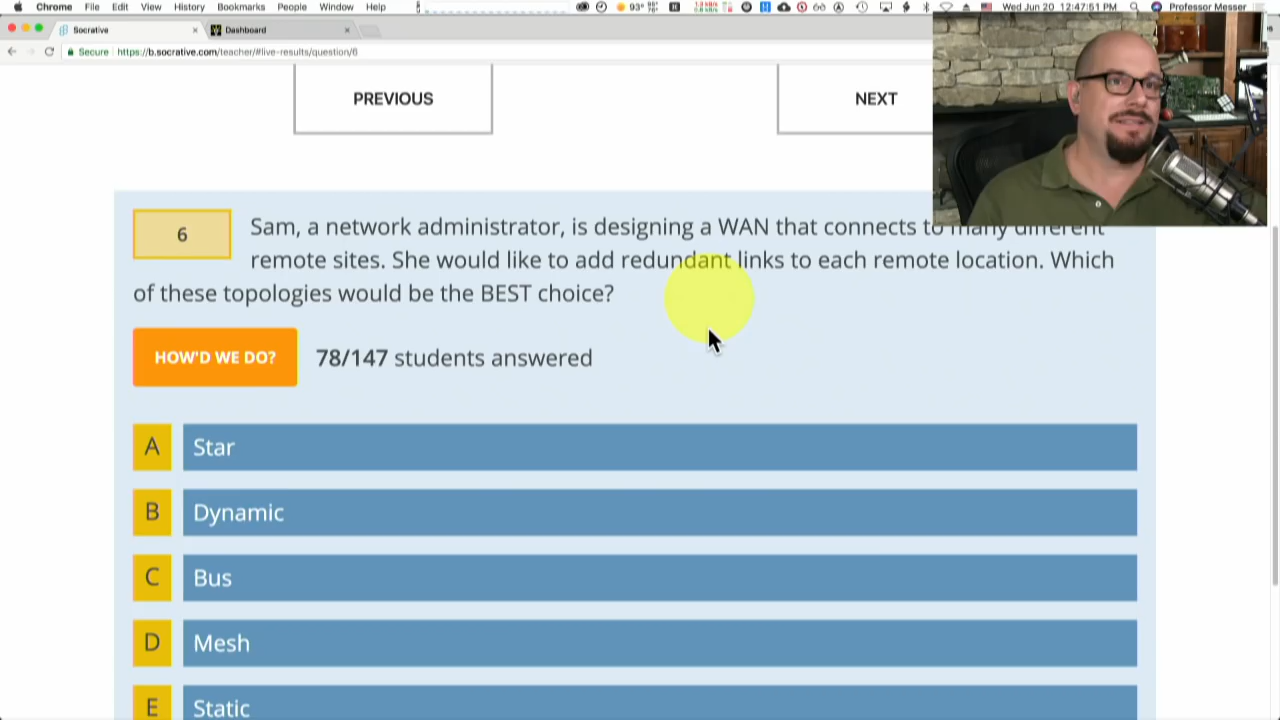 Chrome File Edit View History Bookmarks People Window Help 93° Wed Jun 20 12:47:51 PM Professor Messer
Socrative × Dashboard ×
Secure https://b.socrative.com/teacher/#live-results/question/6
PREVIOUS NEXT
6 Sam, a network administrator, is designing a WAN that connects to many different
remote sites. She would like to add redundant links to each remote location. Which
of these topologies would be the BEST choice?
HOW'D WE DO? 78/147 students answered
A Star
B Dynamic
C Bus
D Mesh
E Static